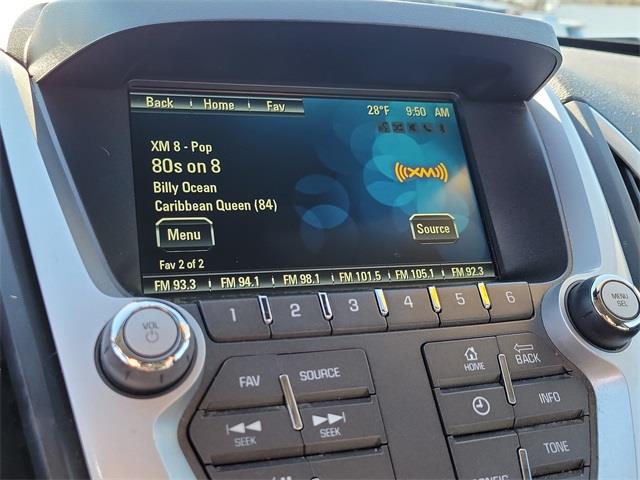 Back Home Fav 28°F 9:50 AM
XM 8 - Pop
80s on 8
XM
Billy Ocean
Caribbean Queen (84)
Menu Source
Fav 2 of 2
FM 93.3 FM 94.1 FM 98.1 FM 101.5 FM 105.1 FM 92.3
1 2 3 4 5 6
VOL
MENU
SEL
FAV SOURCE
HOME BACK
SEEK SEEK
INFO
TONE
CONFIG